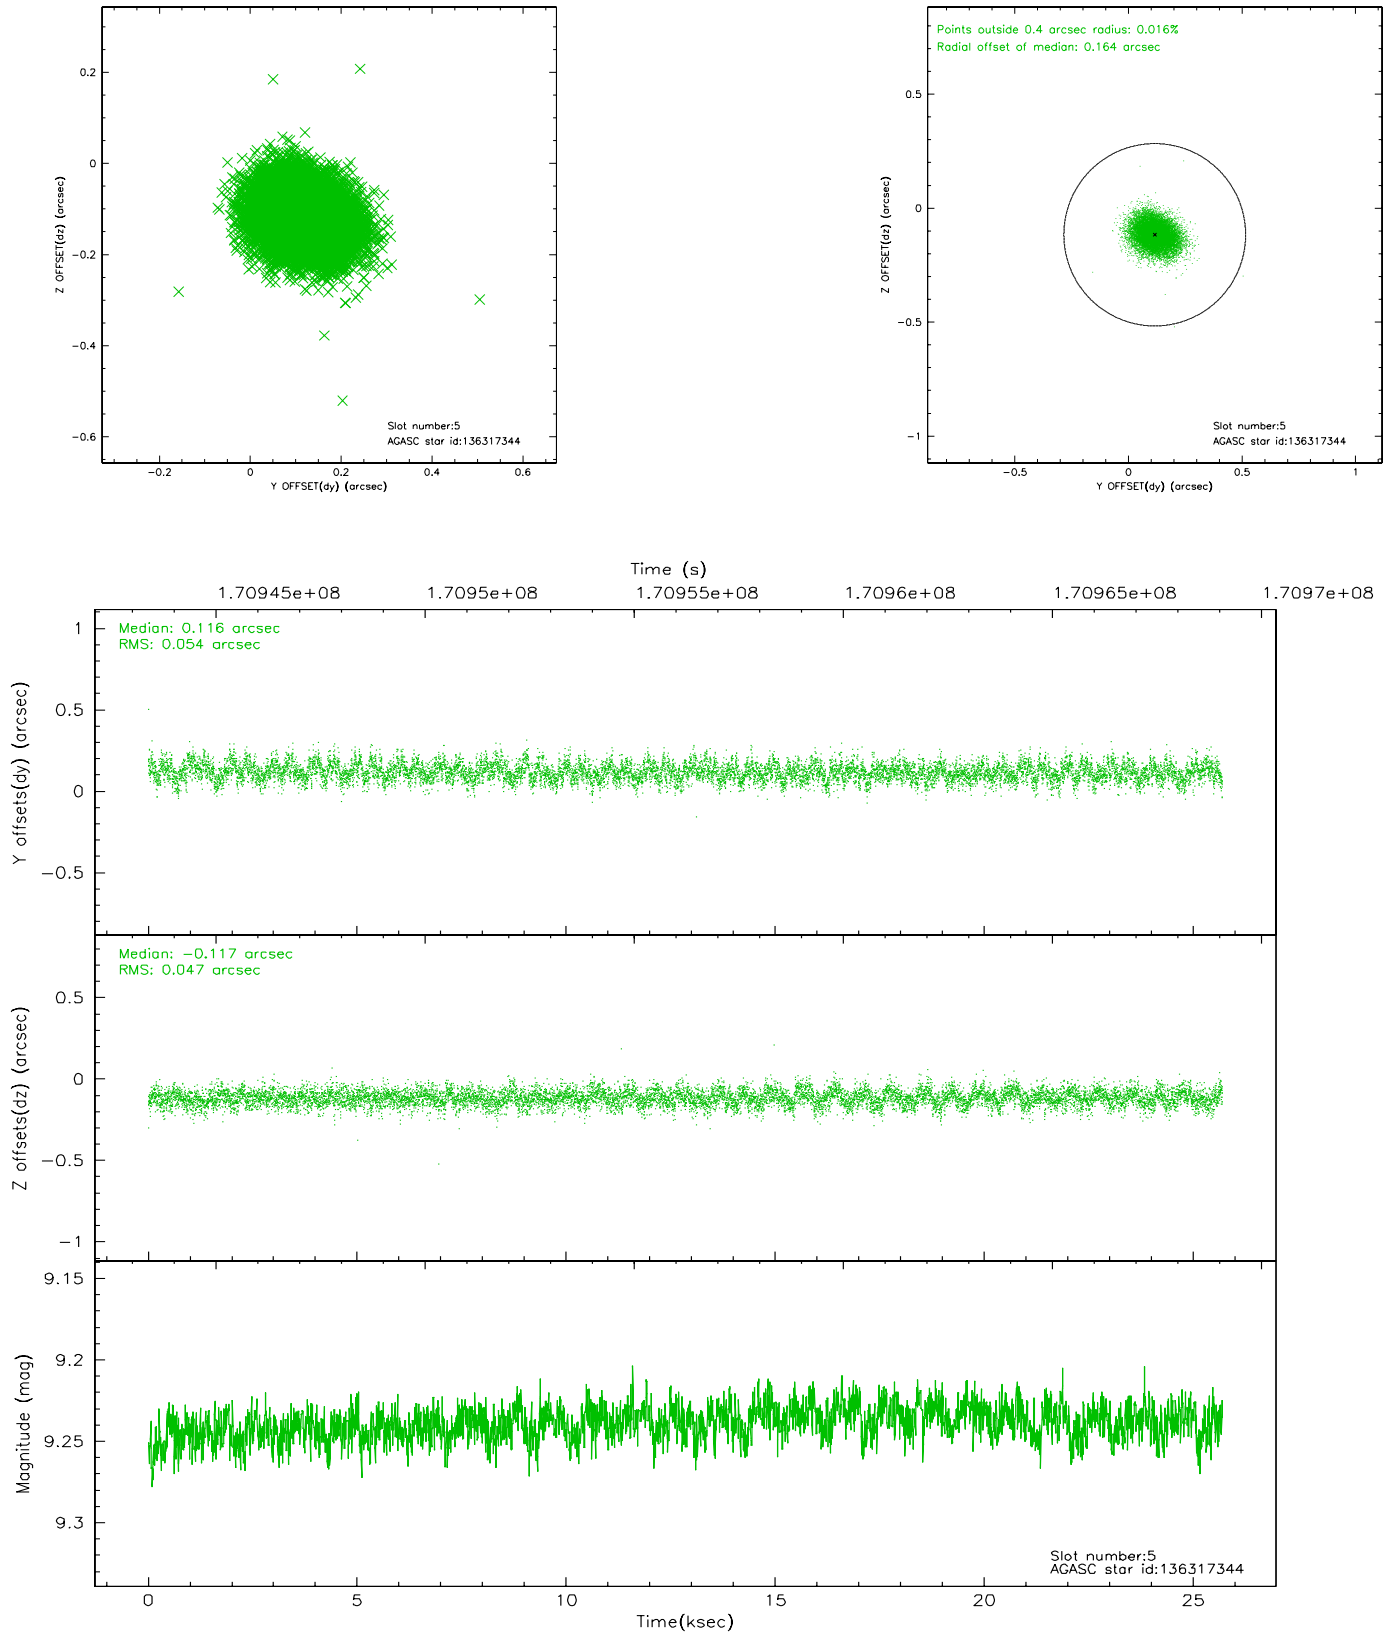 0.2
0
−0.2
−0.4
−0.6
Z OFFSET(dz) (arcsec)
Slot number:5
AGASC star id:136317344
−0.2 0 0.2 0.4 0.6
Y OFFSET(dy) (arcsec)
Points outside 0.4 arcsec radius: 0.016%
Radial offset of median: 0.164 arcsec
0.5
0
−0.5
−1
Z OFFSET(dz) (arcsec)
Slot number:5
AGASC star id:136317344
−0.5 0 0.5 1
Y OFFSET(dy) (arcsec)
Time (s)
1.70945e+08 1.7095e+08 1.70955e+08 1.7096e+08 1.70965e+08 1.7097e+08
Median: 0.116 arcsec
RMS: 0.054 arcsec
1
0.5
0
−0.5
Y offsets(dy) (arcsec)
Median: −0.117 arcsec
RMS: 0.047 arcsec
0.5
0
−0.5
−1
Z offsets(dz) (arcsec)
9.15
9.2
9.25
9.3
Magnitude (mag)
Slot number:5
AGASC star id:136317344
0 5 10 15 20 25
Time(ksec)